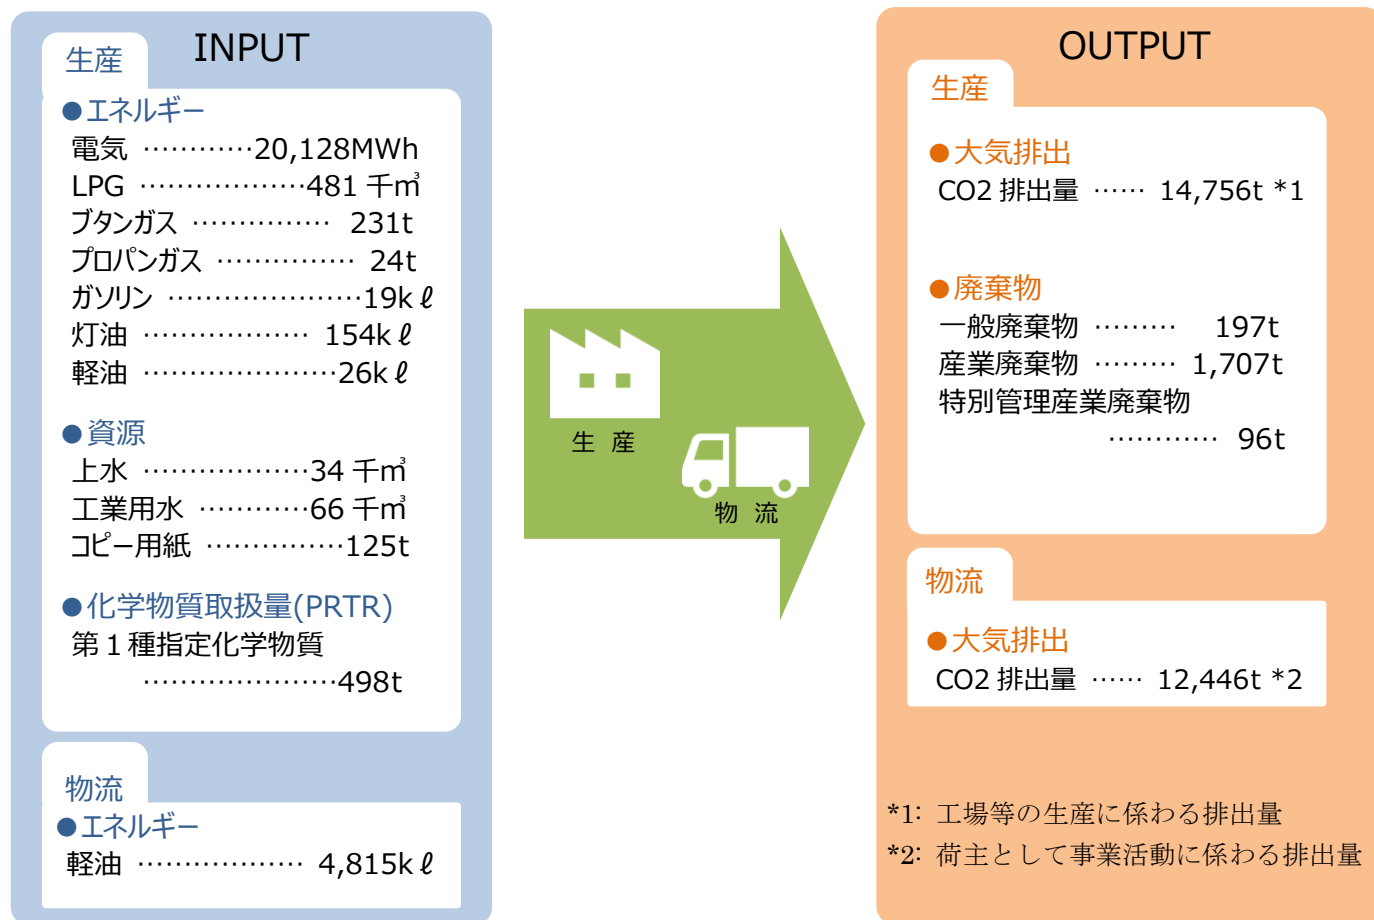 INPUT
生産
●エネルギー
電気 …………20,128MWh
LPG ………………481 千㎥
ブタンガス …………… 231t
プロパンガス …………… 24t
ガソリン …………………19kℓ
灯油 ……………… 154kℓ
軽油 …………………26kℓ
●資源
上水 ………………34 千㎥
工業用水 …………66 千㎥
コピー用紙 ……………125t
●化学物質取扱量(PRTR)
第１種指定化学物質
…………………498t
物流
●エネルギー
軽油 ……………… 4,815kℓ
生 産
物 流
OUTPUT
生産
●大気排出
CO2 排出量 …… 14,756t *1
●廃棄物
一般廃棄物 ……… 197t
産業廃棄物 ……… 1,707t
特別管理産業廃棄物
………… 96t
物流
●大気排出
CO2 排出量 …… 12,446t *2
*1: 工場等の生産に係わる排出量
*2: 荷主として事業活動に係わる排出量